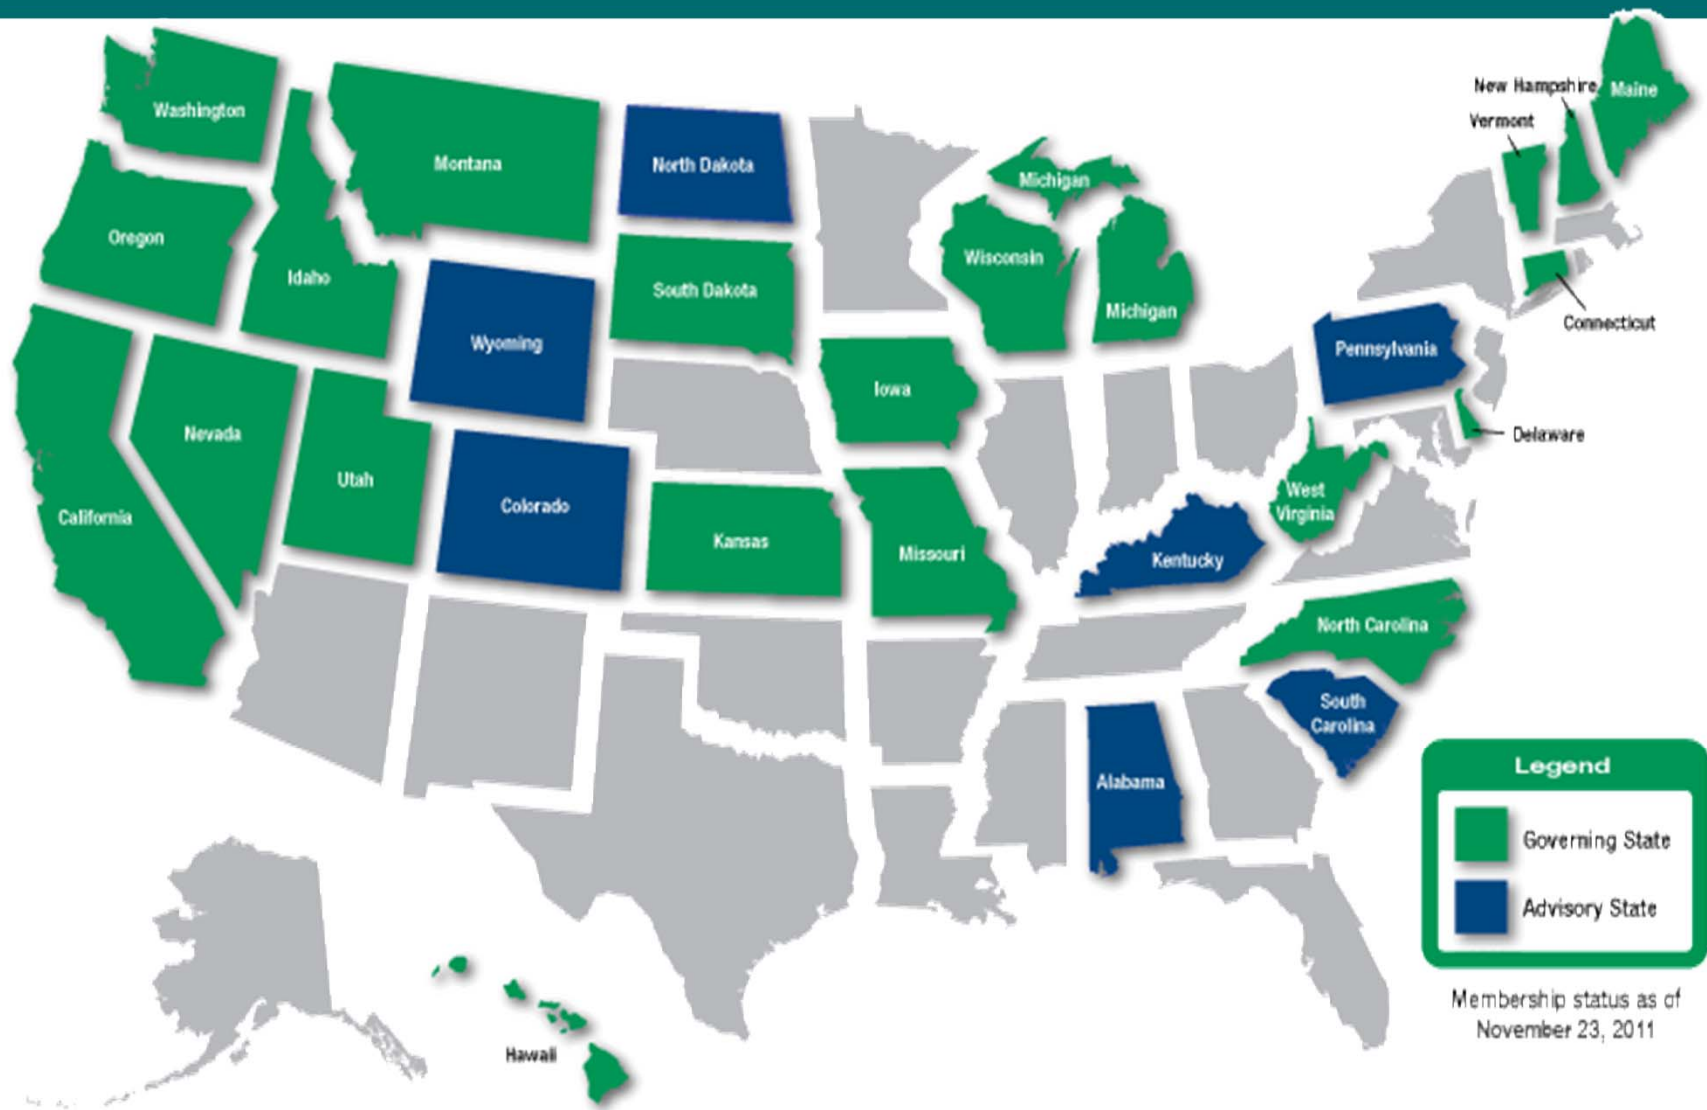 New Hampshire
Maine
Vermont
Washington
Montana
North Dakota
Michigan
Oregon
Wisconsin
Idaho
South Dakota
Michigan
Connecticut
Wyoming
Pennsylvania
Iowa
Nevada
Delaware
Utah
West
Virginia
Colorado
California
Kansas
Missouri
Kentucky
North Carolina
South
Carolina
Alabama
Legend
Governing State
Advisory State
Membership status as of
November 23, 2011
Hawaii